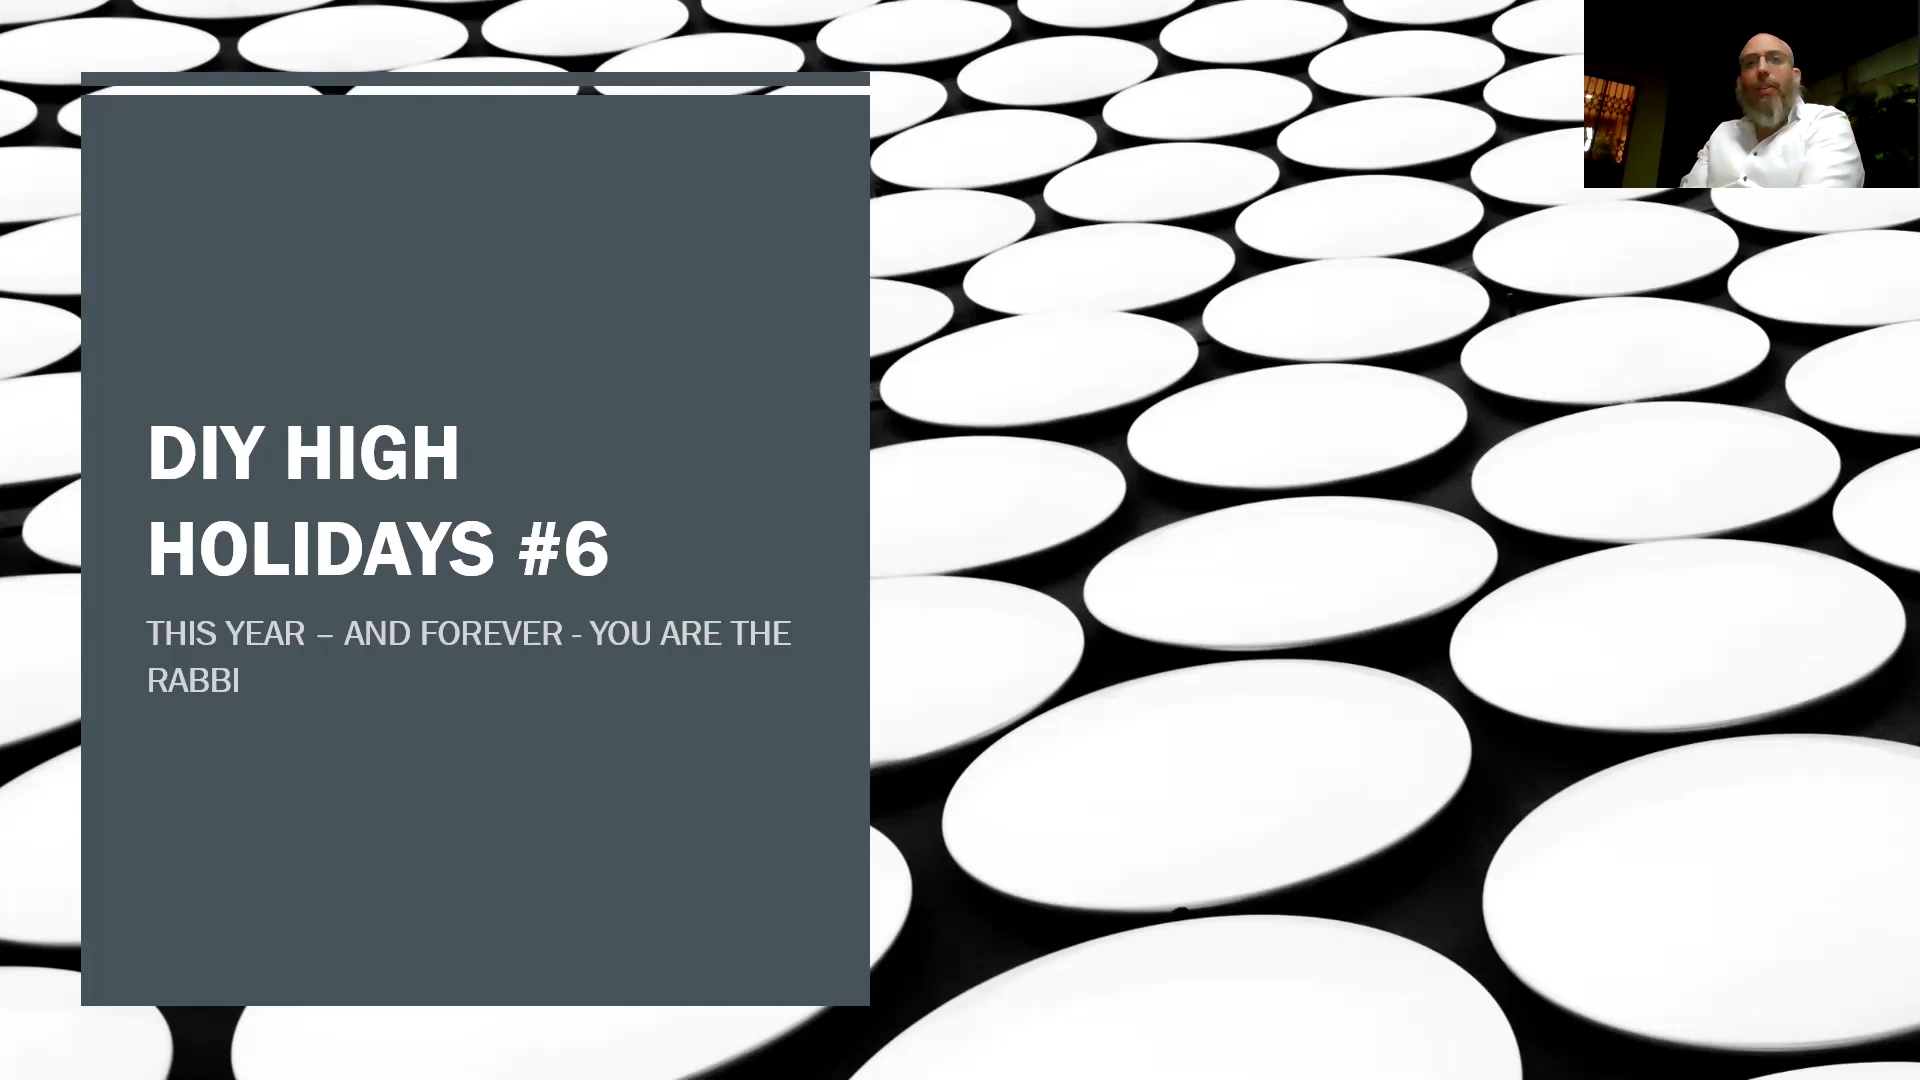 DIY HIGH
HOLIDAYS #6
THIS YEAR – AND FOREVER - YOU ARE THE
RABBI